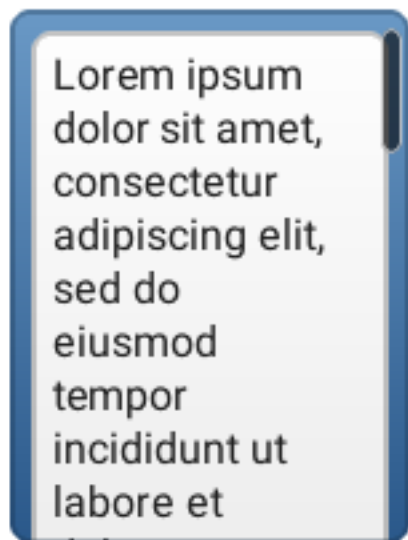 Lorem ipsum
dolor sit amet,
consectetur
adipiscing elit,
sed do
eiusmod
tempor
incididunt ut
labore et